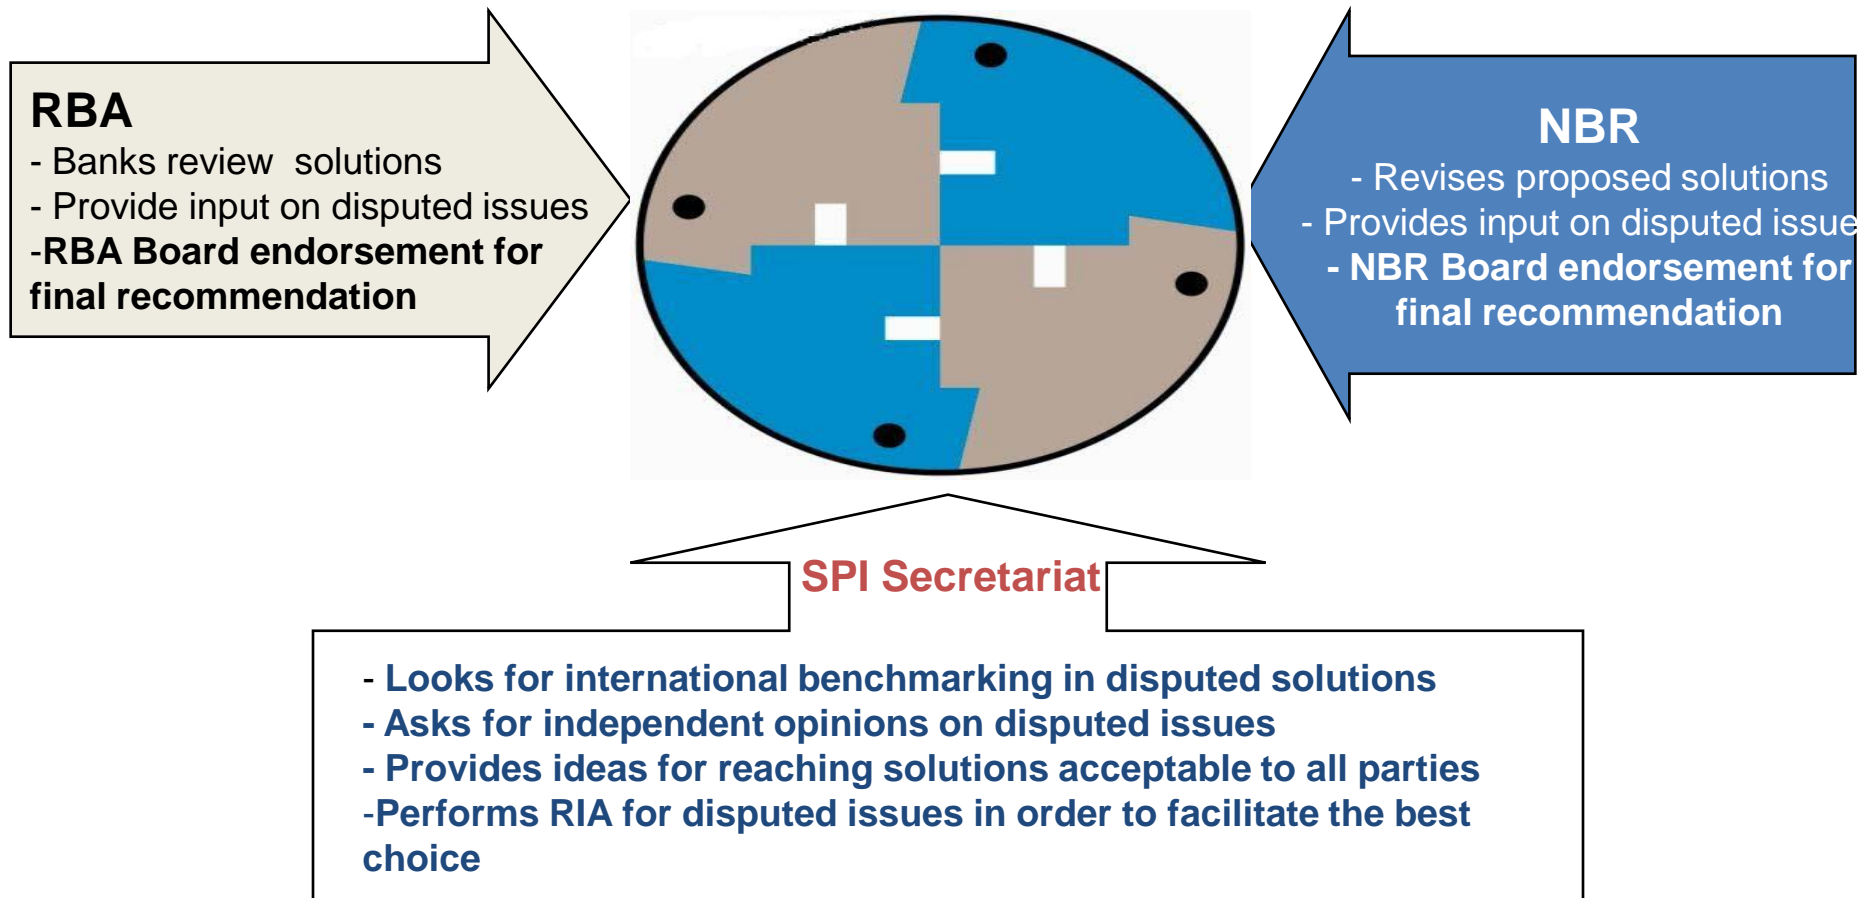 RBA
- Banks review  solutions
- Provide input on disputed issues
-RBA Board endorsement for
final recommendation
NBR
- Revises proposed solutions
- Provides input on disputed issue
- NBR Board endorsement for
final recommendation
SPI Secretariat
- Looks for international benchmarking in disputed solutions
- Asks for independent opinions on disputed issues
- Provides ideas for reaching solutions acceptable to all parties
-Performs RIA for disputed issues in order to facilitate the best
choice